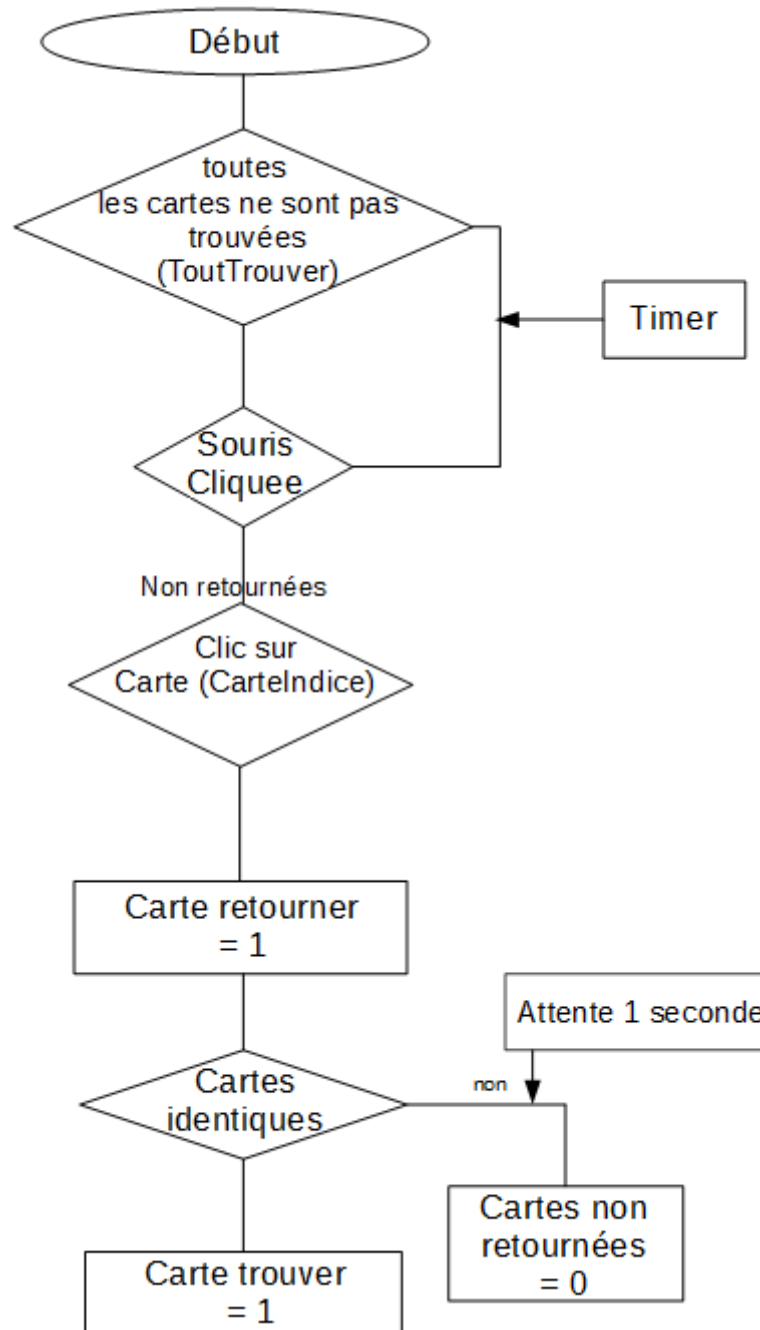 Début
toutes
les cartes ne sont pas
trouvées
(ToutTrouver)
Timer
Souris
Cliquee
Non retournées
Clic sur
Carte (CarteIndice)
Carte retourner
= 1
Attente 1 seconde
Cartes
identiques
non
Cartes non
retournées
= 0
Carte trouver
= 1